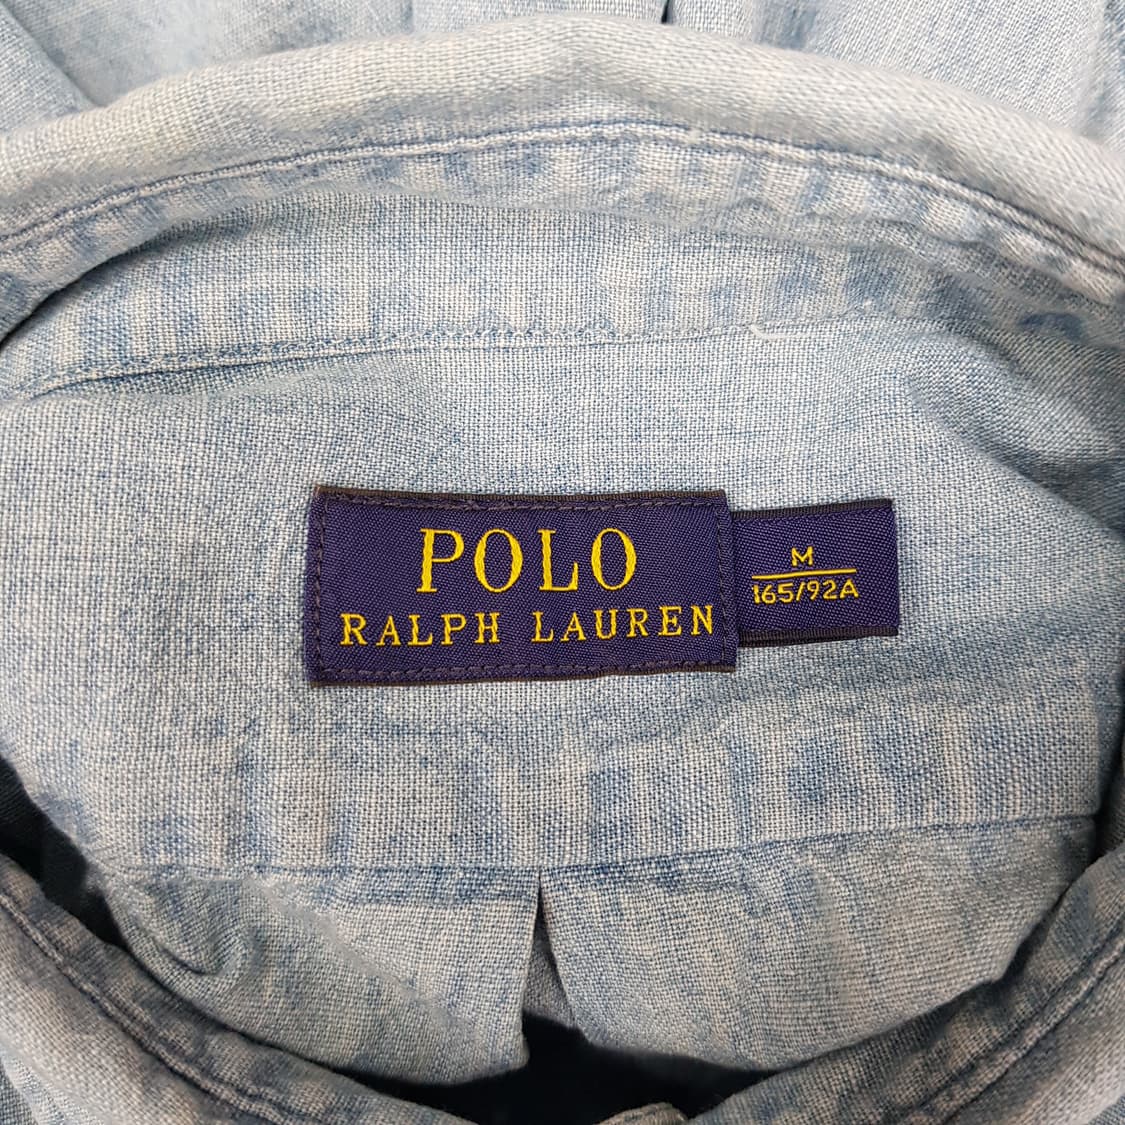 POLO
RALPH LAUREN
M
165/92A